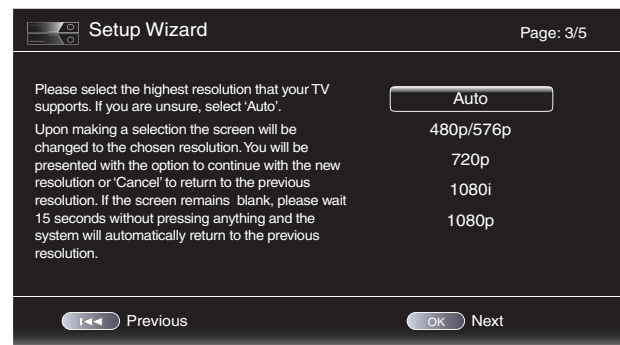 Setup Wizard
Page: 3/5
Please select the highest resolution that your TV
supports. If you are unsure, select ‘Auto’.
Upon making a selection the screen will be
changed to the chosen resolution. You will be
presented with the option to continue with the new
resolution or ‘Cancel’ to return to the previous
resolution. If the screen remains blank, please wait
15 seconds without pressing anything and the
system will automatically return to the previous
resolution.
Auto
480p/576p
720p
1080i
1080p
Previous
OK Next